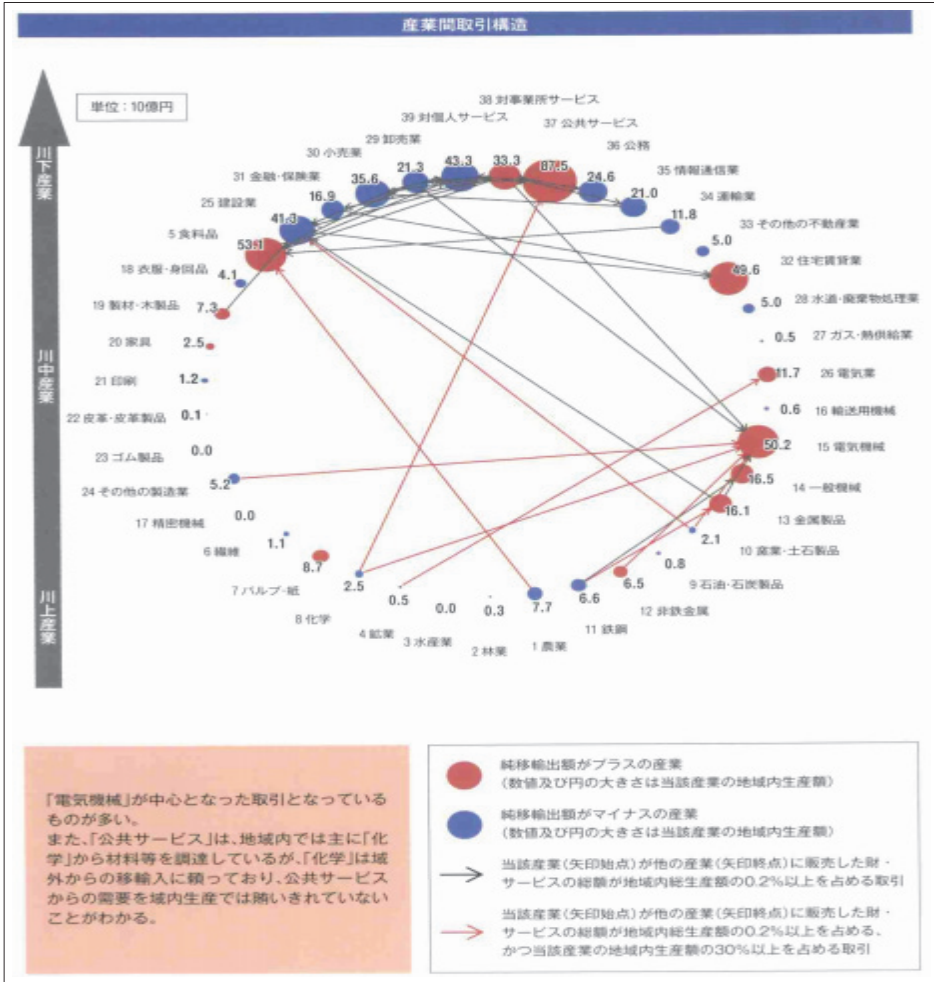 産業間取引構造
川下産業
川中産業
川上産業
単位：10億円
38 対事業所サービス
39 対個人サービス
37 公共サービス
29 卸売業
36 公務
30 小売業
35 情報通信業
31 金融・保険業
34 運輸業
25 建設業
33 その他の不動産業
5 食料品
32 住宅賃貸業
18 衣服・身回品
28 水道・廃棄物処理業
19 製材・木製品
27 ガス・熱供給業
20 家具
26 電気業
21 印刷
16 輸送用機械
22 皮革・皮革製品
15 電気機械
23 ゴム製品
14 一般機械
24 その他の製造業
13 金属製品
17 精密機械
10 窯業・土石製品
6 繊維
9 石油・石炭製品
7 パルプ・紙
12 非鉄金属
8 化学
11 鉄鋼
4 鉱業
3 水産業
2 林業
1 農業
43.3
33.3
87.5
21.3
24.6
35.6
21.0
16.9
11.8
41.3
5.0
53.1
49.6
4.1
5.0
7.3
0.5
2.5
11.7
1.2
0.6
0.1
50.2
0.0
16.5
5.2
16.1
0.0
2.1
1.1
0.8
8.7
6.5
2.5
6.6
0.5
0.0
0.3
7.7
「電気機械」が中心となった取引となっている
ものが多い。
また、「公共サービス」は、地域内では主に「化
学」から材料等を調達しているが、「化学」は域
外からの移輸入に頼っており、公共サービス
からの需要を域内生産では賄いきれていない
ことがわかる。
純移輸出額がプラスの産業
（数値及び円の大きさは当該産業の地域内生産額）
純移輸出額がマイナスの産業
（数値及び円の大きさは当該産業の地域内生産額）
当該産業（矢印始点）が他の産業（矢印終点）に販売した財・
サービスの総額が地域内総生産額の0.2%以上を占める取引
当該産業（矢印始点）が他の産業（矢印終点）に販売した財・
サービスの総額が地域内総生産額の0.2%以上を占める、
かつ当該産業の地域内生産額の30%以上を占める取引